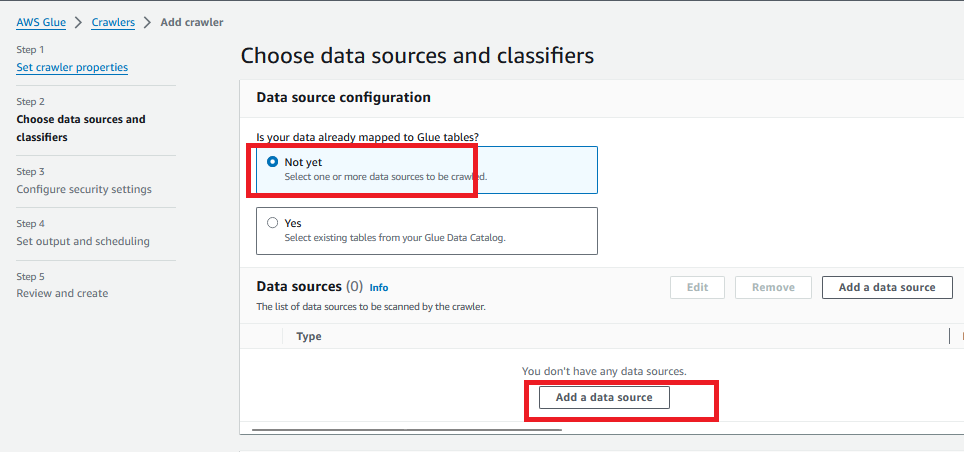 AWS Glue > Crawlers > Add crawler
Step 1
Set crawler properties
Step 2
Choose data sources and
classifiers
Step 3
Configure security settings
Step 4
Set output and scheduling
Step 5
Review and create
Choose data sources and classifiers
Data source configuration
Is your data already mapped to Glue tables?
Not yet
Select one or more data sources to be crawled.
Yes
Select existing tables from your Glue Data Catalog.
Data sources (0) Info
Edit
Remove
Add a data source
The list of data sources to be scanned by the crawler.
Type
You don't have any data sources.
Add a data source